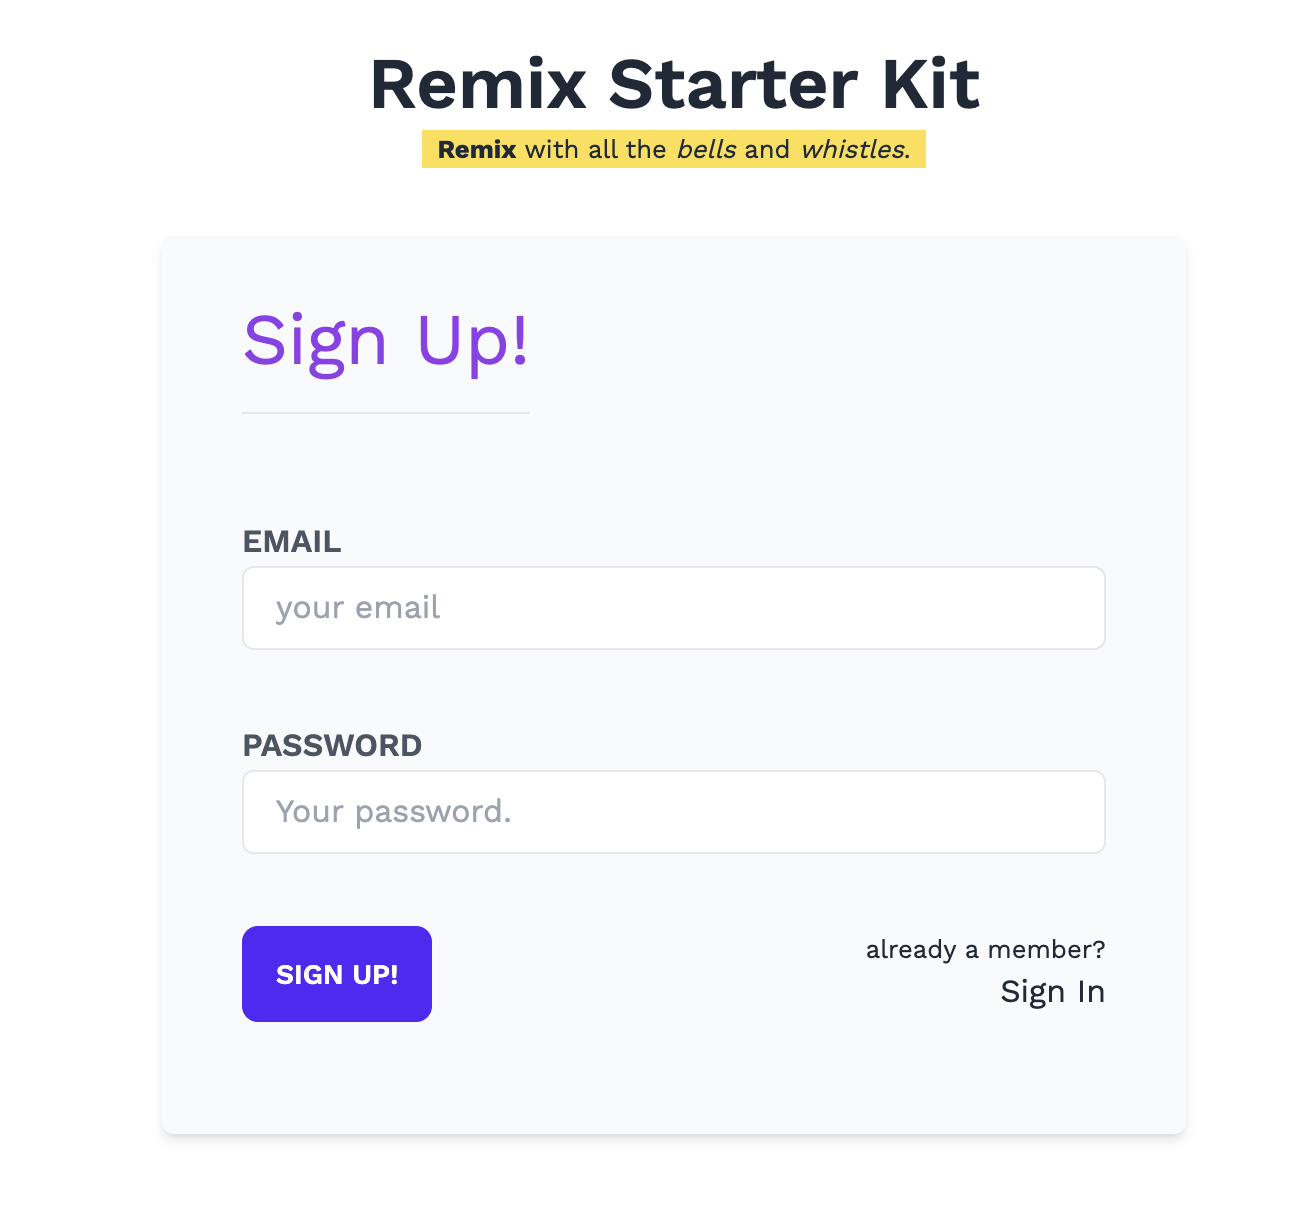 Remix Starter Kit
Remix with all the bells and whistles.
Sign Up!
EMAIL
your email
PASSWORD
Your password.
SIGN UP!
already a member?
Sign In